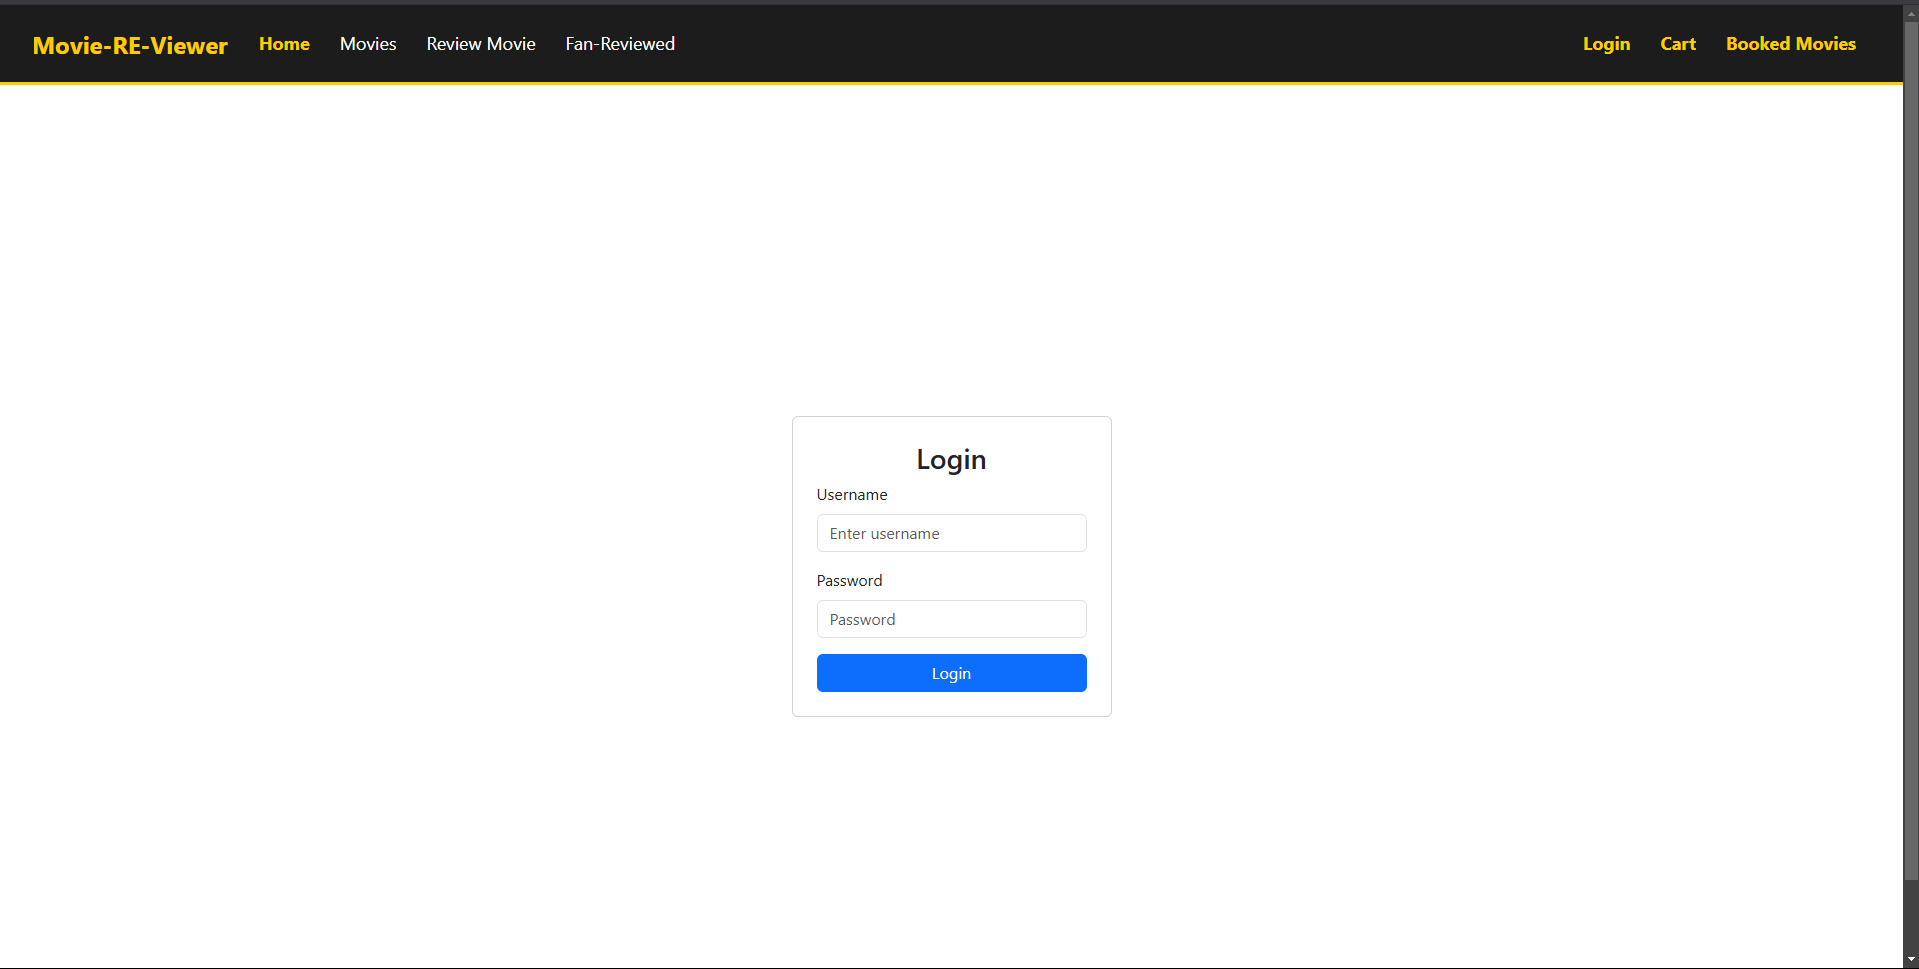 Movie-RE-Viewer Home Movies Review Movie Fan-Reviewed Login Cart Booked Movies
Login
Username
Enter username
Password
Password
Login